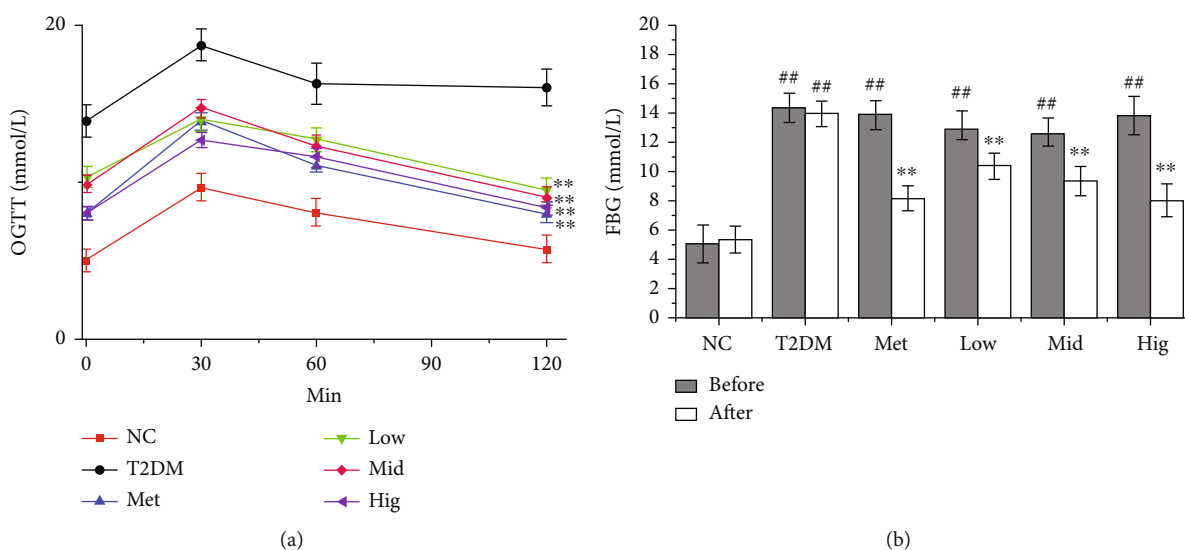 20
0
OGTT (mmol/L)
0
30
60
90
120
Min
**
**
**
**
NC
T2DM
Met
Low
Mid
Hig
(a)
20
18
16
14
12
10
8
6
4
2
0
FBG (mmol/L)
##
##
##
**
##
**
##
**
##
**
NC
T2DM
Met
Low
Mid
Hig
Before
After
(b)